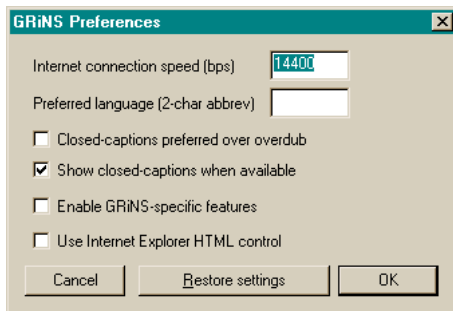 GRiNS Preferences
Internet connection speed (bps) 14400
Preferred language (2-char abbrev)
Closed-captions preferred over overdub
Show closed-captions when available
Enable GRiNS-specific features
Use Internet Explorer HTML control
Cancel Restore settings OK